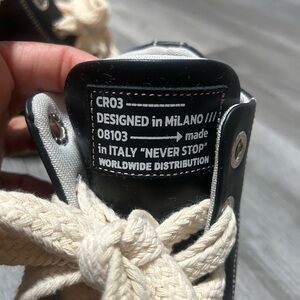 CR03 ————
DESIGNED in MiLANO ///
08103 ———→ made
in ITALY "NEVER STOP"
WORLDWIDE DISTRIBUTION